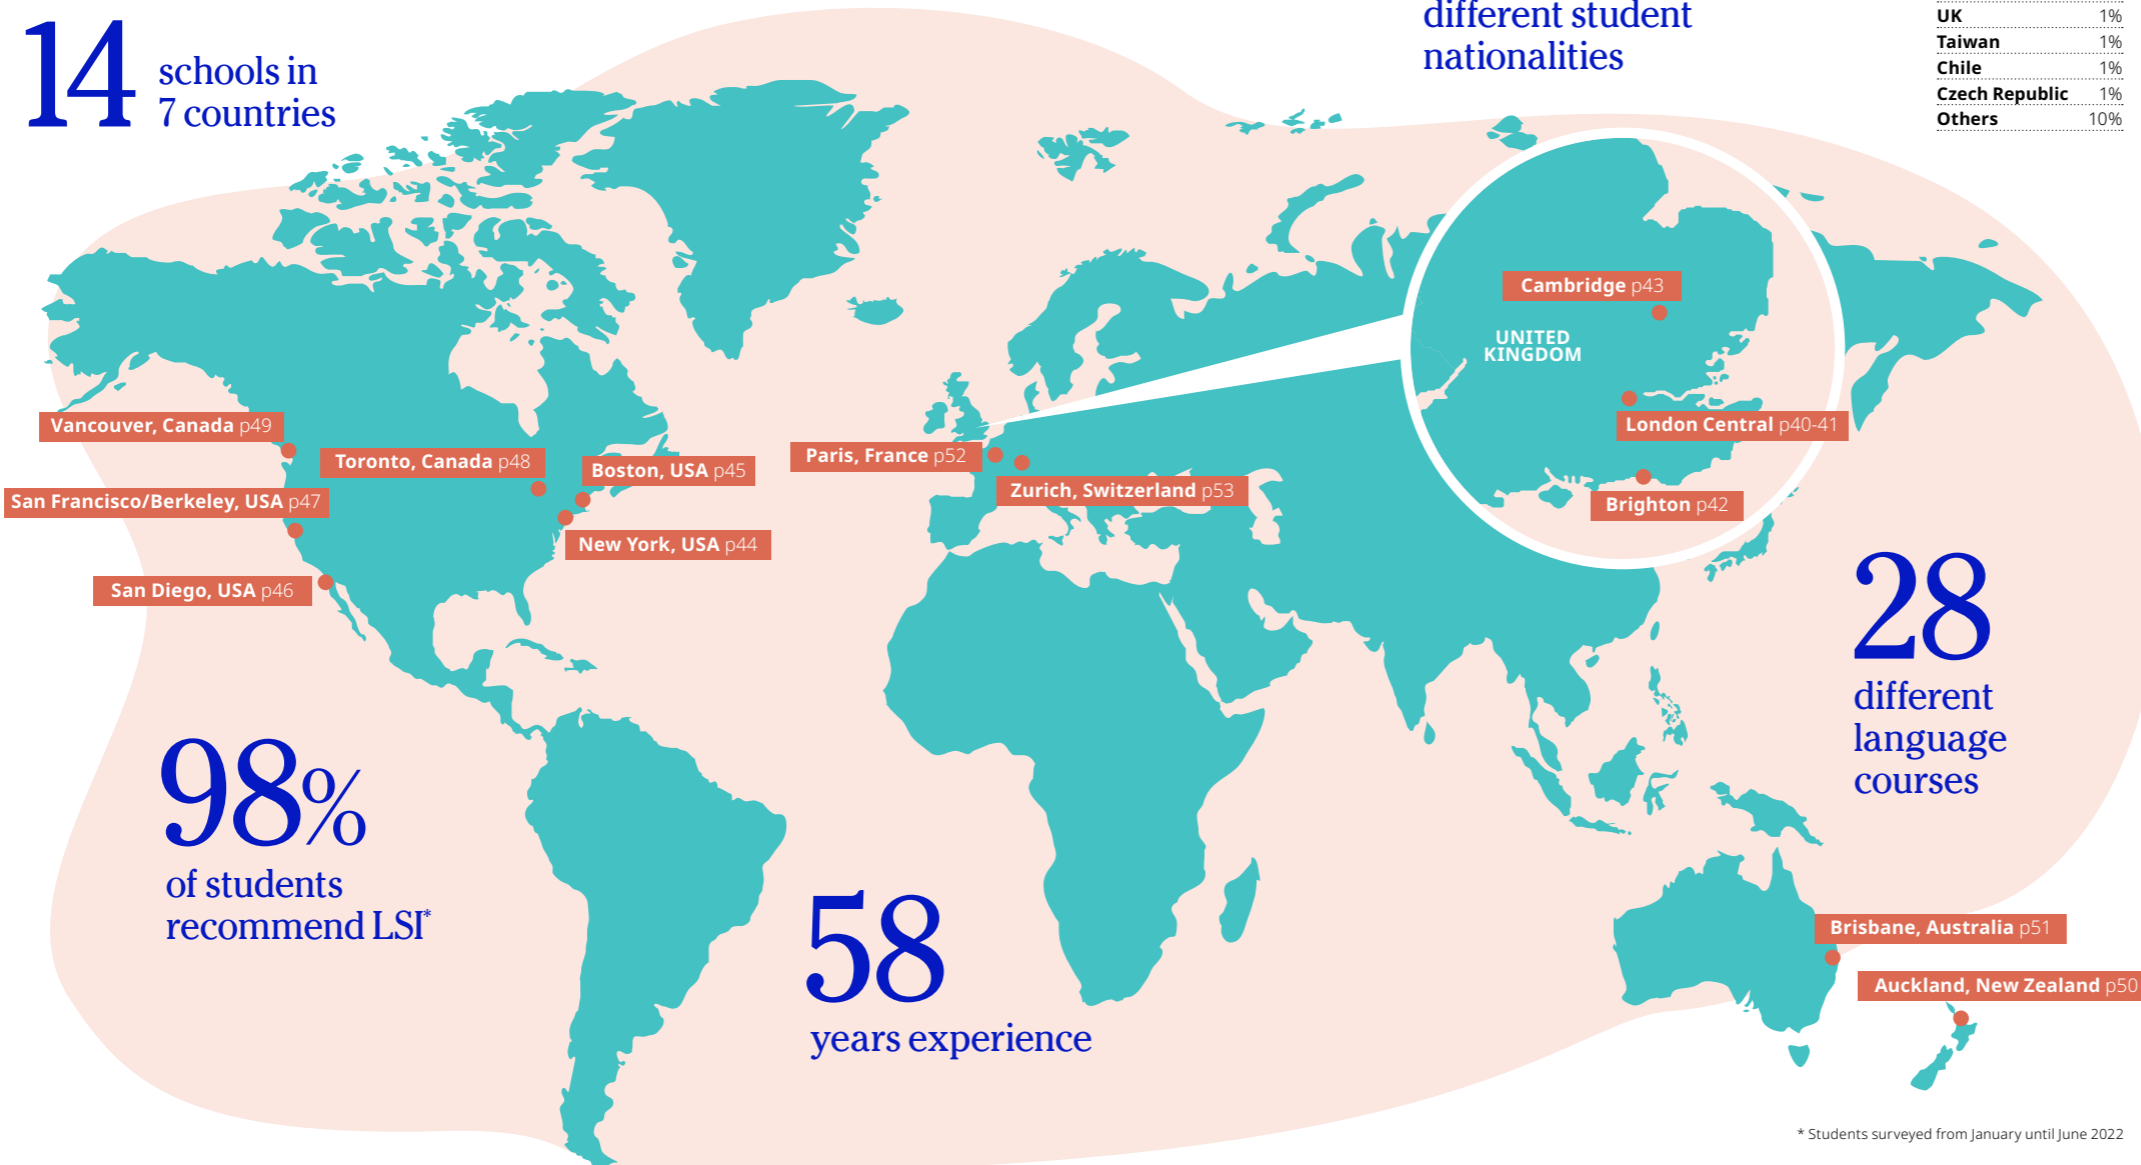 14
schools in
7 countries
different student
nationalities
UK 1%
Taiwan 1%
Chile 1%
Czech Republic 1%
Others 10%
Cambridge p43
UNITED
KINGDOM
London Central p40-41
Brighton p42
Vancouver, Canada p49
Toronto, Canada p48
Boston, USA p45
San Francisco/Berkeley, USA p47
New York, USA p44
San Diego, USA p46
Paris, France p52
Zurich, Switzerland p53
28
different
language
courses
98%
of students
recommend LSI*
58
years experience
Brisbane, Australia p51
Auckland, New Zealand p50
* Students surveyed from January until June 2022